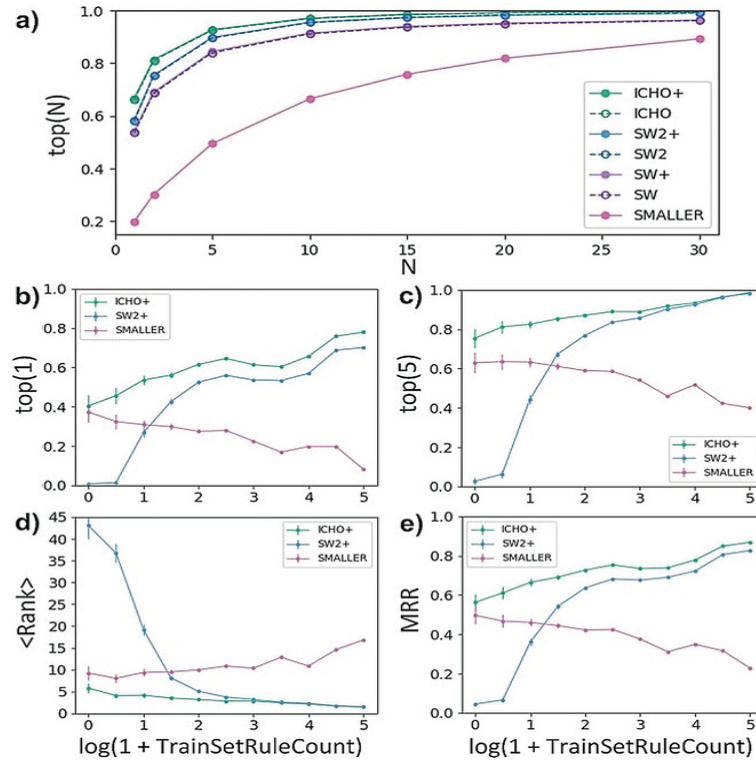 a)
1.0
0.8
0.6
0.4
0.2
top(N)
ICHO+
ICHO
SW2+
SW2
SW+
SW
SMALLER
0 5 10 15 20 25 30
N
b)
1.0
0.8
0.6
0.4
0.2
0.0
top(1)
ICHO+
SW2+
SMALLER
0 1 2 3 4 5
c)
1.0
0.8
0.6
0.4
0.2
0.0
top(5)
ICHO+
SW2+
SMALLER
0 1 2 3 4 5
d)
45
40
35
30
25
20
15
10
5
0
<Rank>
ICHO+
SW2+
SMALLER
0 1 2 3 4 5
log(1 + TrainSetRuleCount)
e)
1.0
0.8
0.6
0.4
0.2
0.0
MRR
ICHO+
SW2+
SMALLER
0 1 2 3 4 5
log(1 + TrainSetRuleCount)